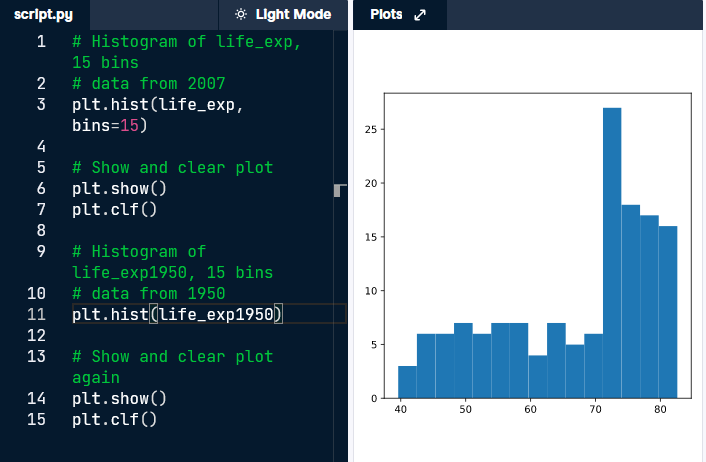 script.py
Light Mode
1 # Histogram of life_exp,
15 bins
2 # data from 2007
3 plt.hist(life_exp,
bins=15)
4
5 # Show and clear plot
6 plt.show()
7 plt.clf()
8
9 # Histogram of
life_exp1950, 15 bins
10 # data from 1950
11 plt.hist(life_exp1950)
12
13 # Show and clear plot
again
14 plt.show()
15 plt.clf()
Plots
25
20
15
10
5
0
40 50 60 70 80